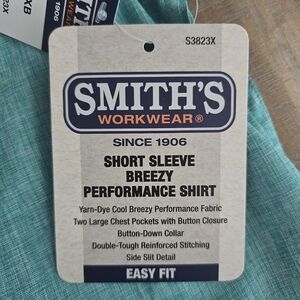 S3823X
SMITH'S
WORKWEAR®
SINCE 1906
SHORT SLEEVE
BREEZY
PERFORMANCE SHIRT
Yarn-Dye Cool Breezy Performance Fabric
Two Large Chest Pockets with Button Closure
Button-Down Collar
Double-Tough Reinforced Stitching
Side Slit Detail
EASY FIT
1906